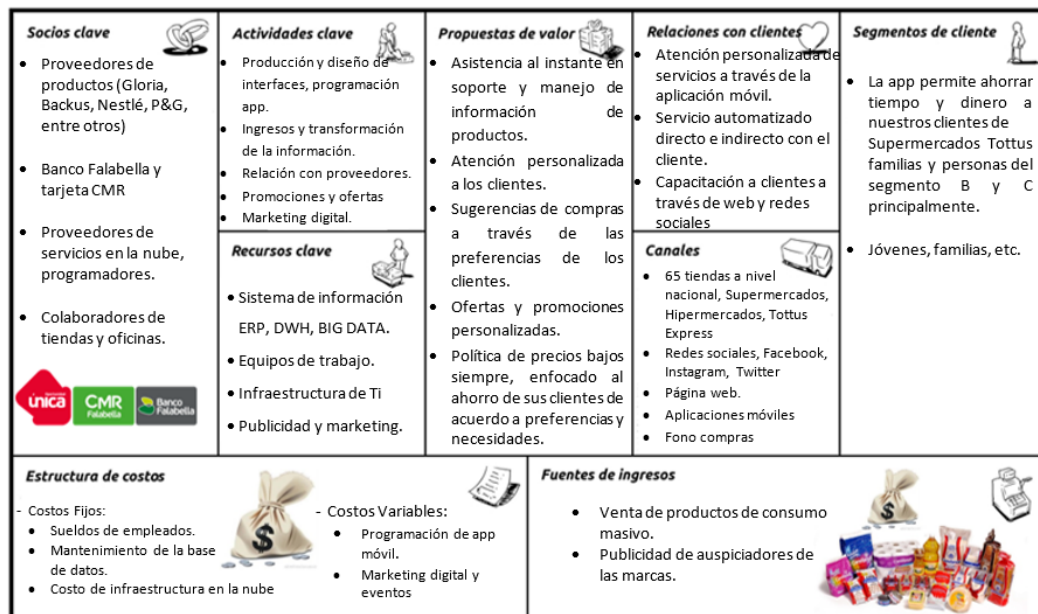 Socios clave
• Proveedores de
productos (Gloria,
Backus, Nestlé, P&G,
entre otros)
• Banco Falabella y
tarjeta CMR
• Proveedores de
servicios en la nube,
programadores.
• Colaboradores de
tiendas y oficinas.
única
CMR
Falabella
Banco
Falabella
Actividades clave
• Producción y diseño de
interfaces, programación
app.
• Ingresos y transformación
de la información.
• Relación con proveedores.
• Promociones y ofertas
• Marketing digital.
Recursos clave
• Sistema de información
ERP, DWH, BIG DATA.
• Equipos de trabajo.
• Infraestructura de Ti
• Publicidad y marketing.
Propuestas de valor
• Asistencia al instante en
soporte y manejo de
información de
productos.
• Atención personalizada
a los clientes.
• Sugerencias de compras
a través de las
preferencias de los
clientes.
• Ofertas y promociones
personalizadas.
• Política de precios bajos
siempre, enfocado al
ahorro de sus clientes de
acuerdo a preferencias y
necesidades.
Relaciones con clientes
• Atención personalizada de
servicios a través de la
aplicación móvil.
• Servicio automatizado
directo e indirecto con el
cliente.
• Capacitación a clientes a
través de web y redes
sociales
Canales
• 65 tiendas a nivel
nacional, Supermercados,
Hipermercados, Tottus
Express
• Redes sociales, Facebook,
Instagram, Twitter
• Página web.
• Aplicaciones móviles
• Fono compras
Segmentos de cliente
• La app permite ahorrar
tiempo y dinero a
nuestros clientes de
Supermercados Tottus
familias y personas del
segmento B y C
principalmente.
• Jóvenes, familias, etc.
Estructura de costos
- Costos Fijos:
• Sueldos de empleados.
• Mantenimiento de la base
de datos.
• Costo de infraestructura en la nube
$
- Costos Variables:
• Programación de app
móvil.
• Marketing digital y
eventos
Fuentes de ingresos
• Venta de productos de consumo
masivo.
• Publicidad de auspiciadores de
las marcas.
$